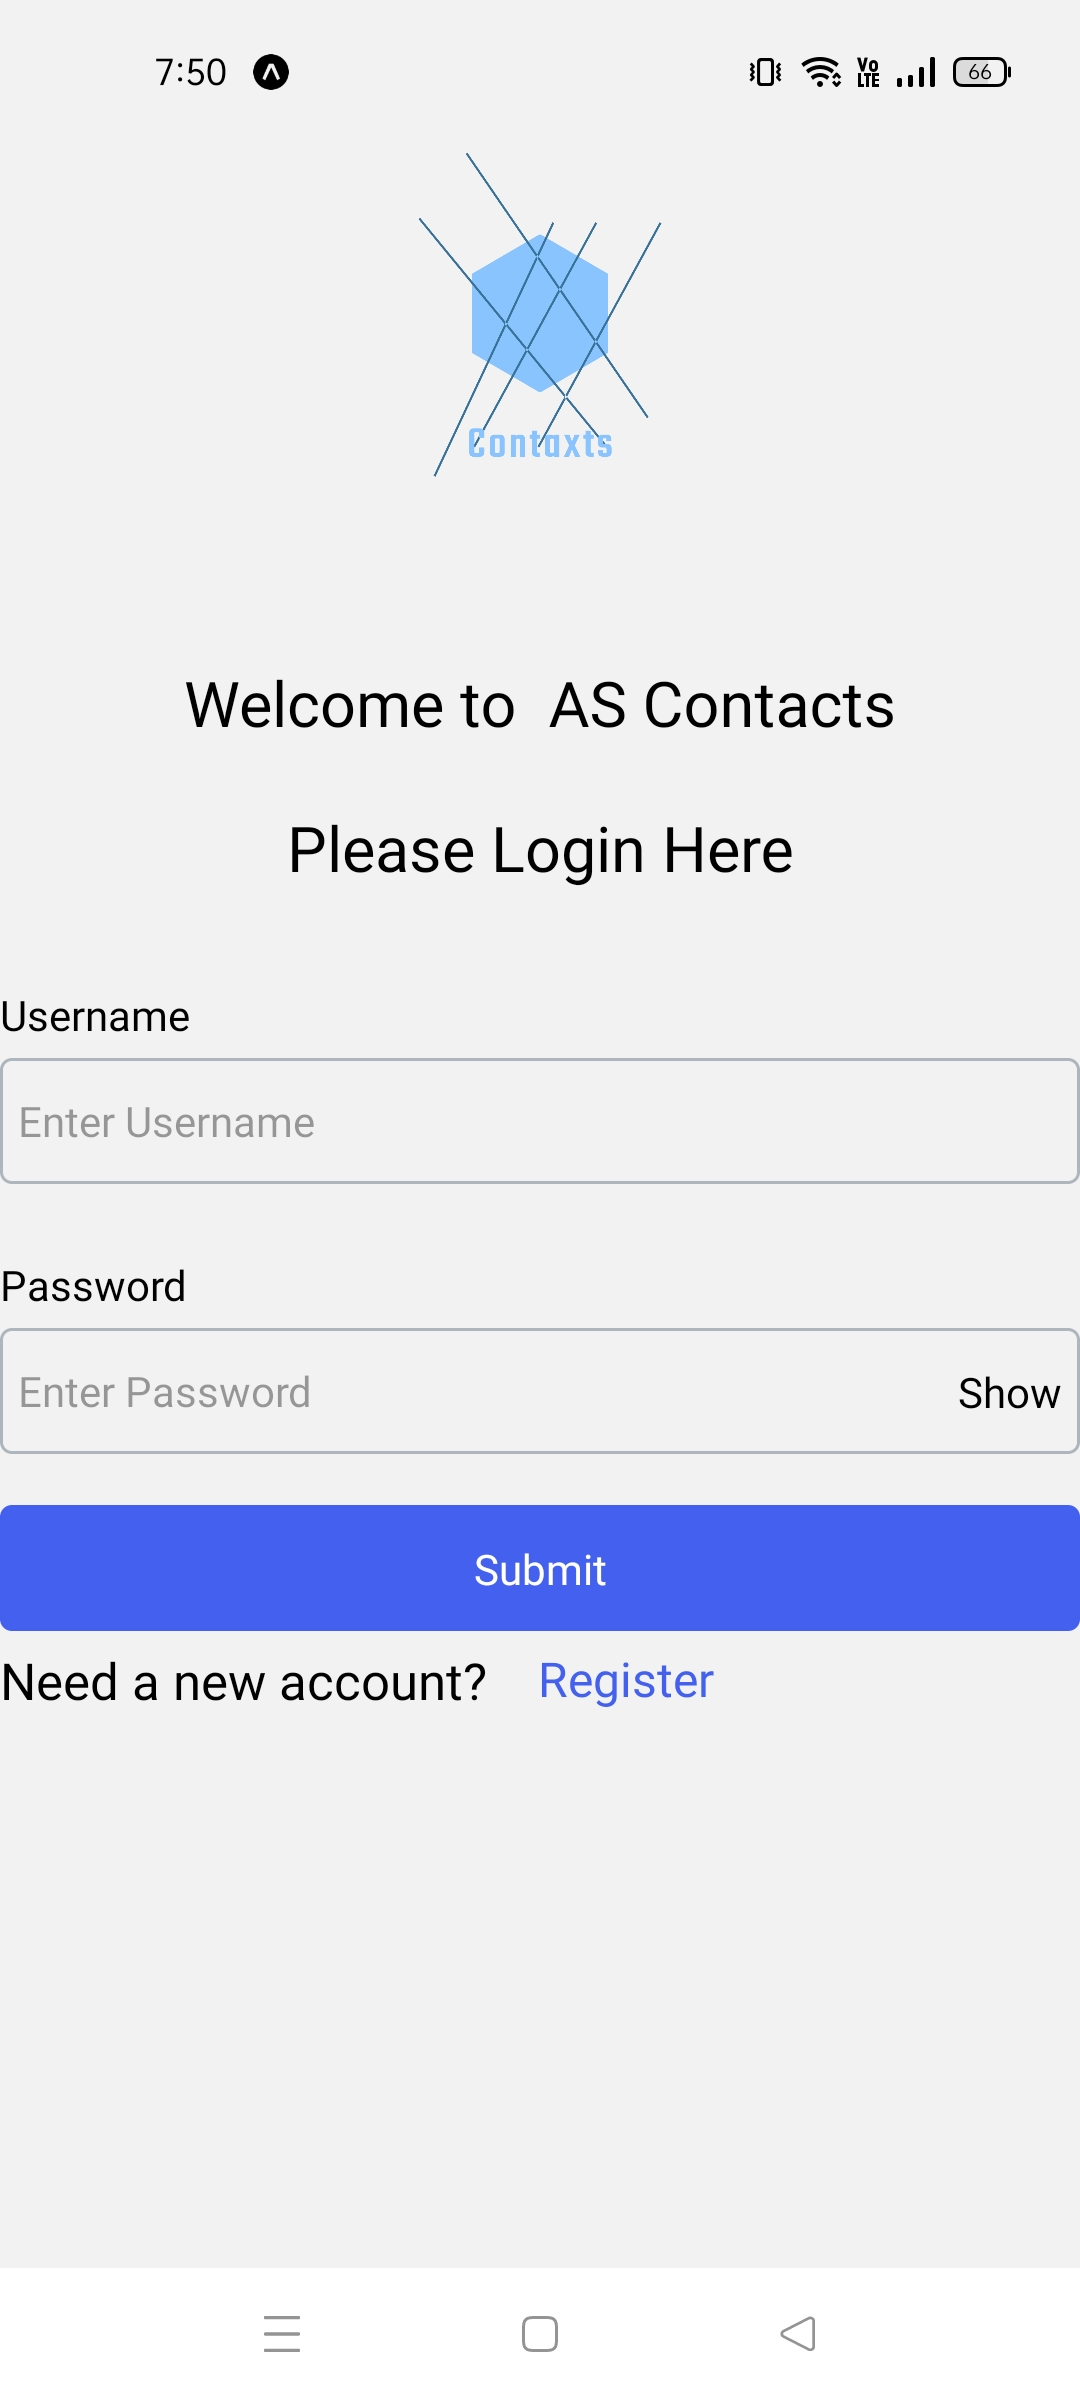 7:50 Vo LTE 66
Contaxts
Welcome to  AS Contacts
Please Login Here
Username
Enter Username
Password
Enter Password Show
Submit
Need a new account? Register